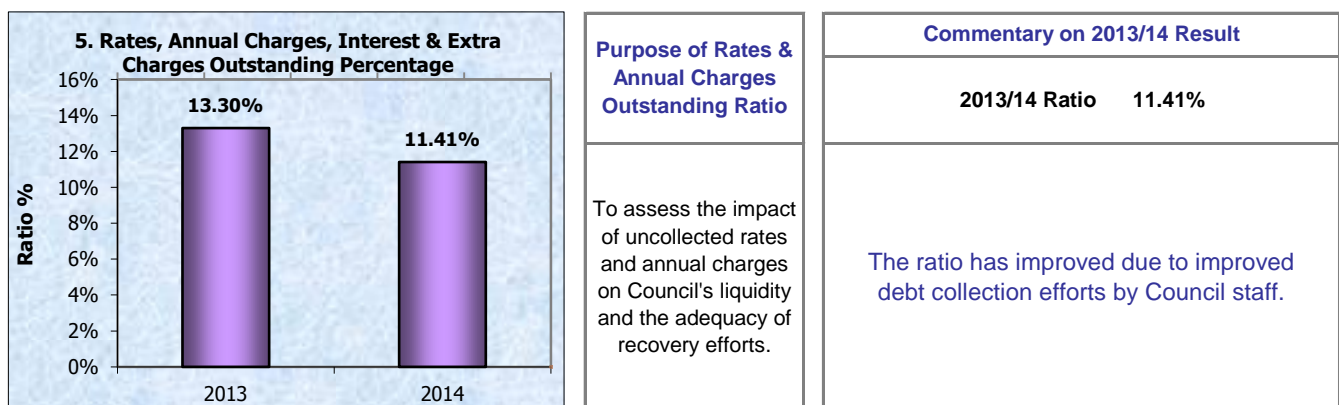 5. Rates, Annual Charges, Interest & Extra
Charges Outstanding Percentage
16%
14%
12%
10%
8%
6%
4%
2%
0%
Ratio %
13.30%
11.41%
2013
2014
Purpose of Rates &
Annual Charges
Outstanding Ratio
To assess the impact
of uncollected rates
and annual charges
on Council's liquidity
and the adequacy of
recovery efforts.
Commentary on 2013/14 Result
2013/14 Ratio 11.41%
The ratio has improved due to improved
debt collection efforts by Council staff.